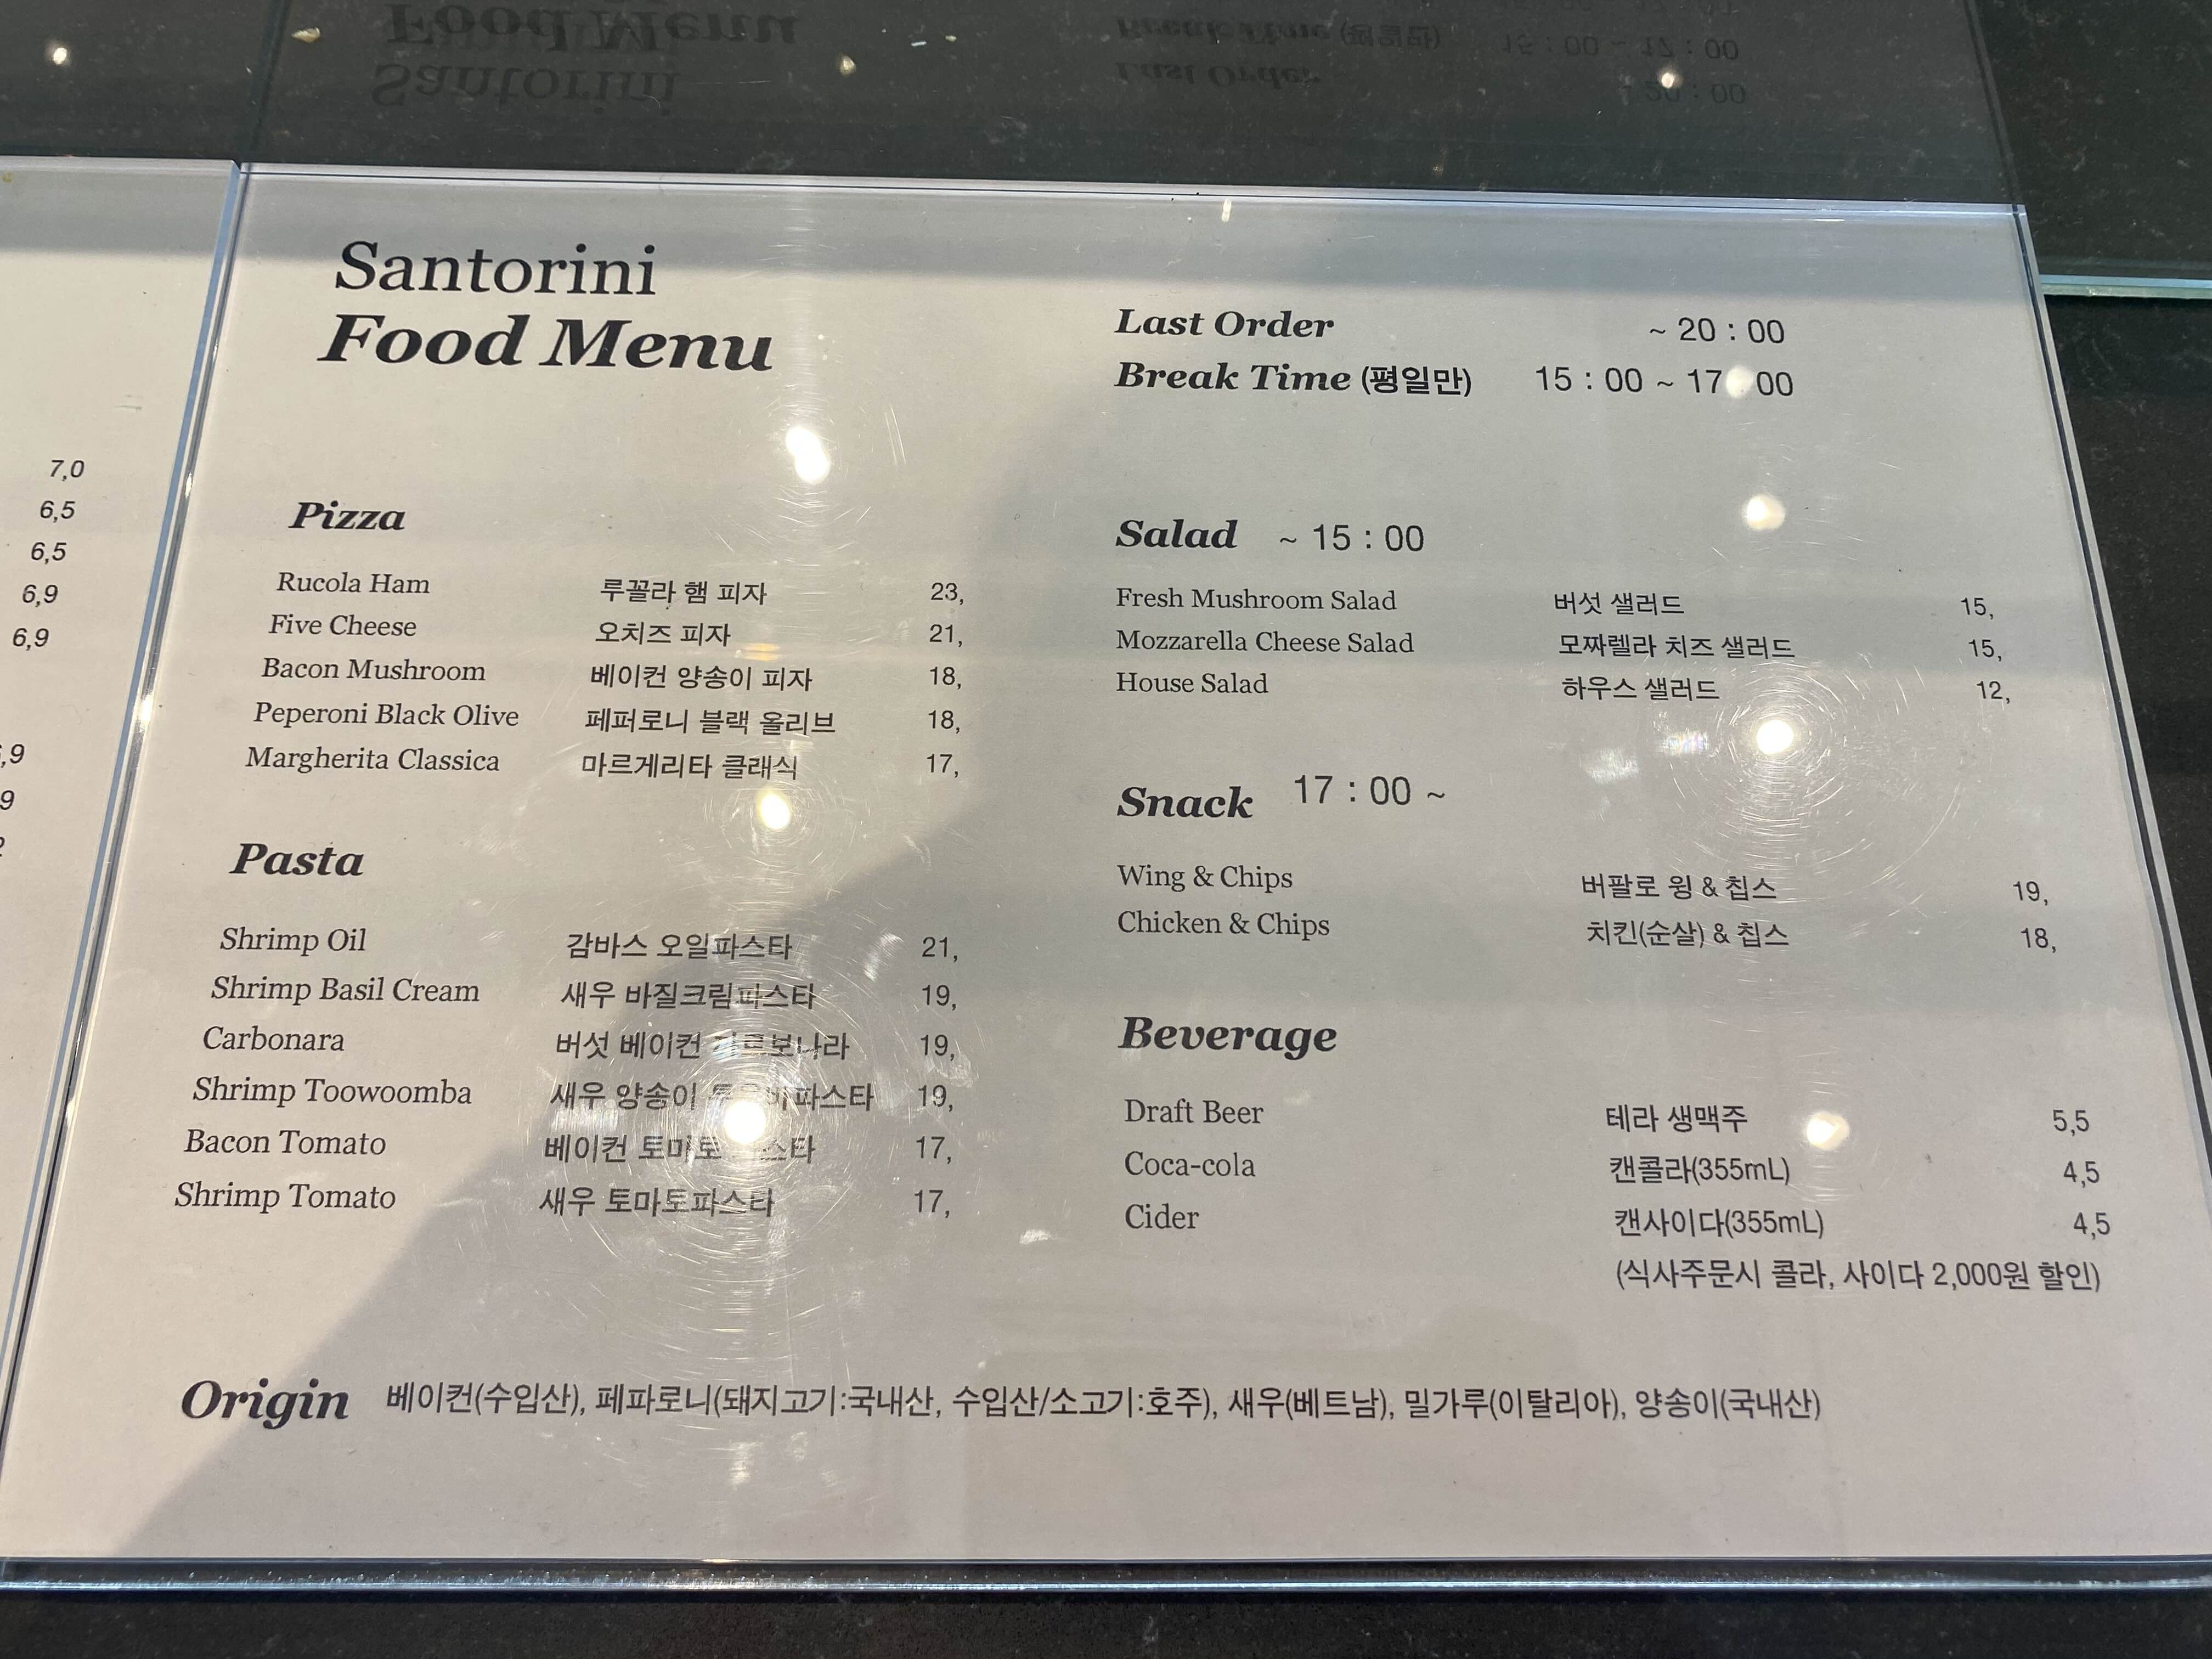 Santorini
Food Menu
Last Order ~ 20 : 00
Break Time (평일만) 15 : 00 ~ 17 00
Pizza
Rucola Ham 루꼴라 햄 피자 23,
Five Cheese 오치즈 피자 21,
Bacon Mushroom 베이컨 양송이 피자 18,
Peperoni Black Olive 페퍼로니 블랙 올리브 18,
Margherita Classica 마르게리타 클래식 17,
Pasta
Shrimp Oil 감바스 오일파스타 21,
Shrimp Basil Cream 새우 바질크림파스타 19,
Carbonara 버섯 베이컨 까르보나라 19,
Shrimp Toowoomba 새우 양송이 19,
Bacon Tomato 베이컨 17,
Shrimp Tomato 새우 토마토파스타 17,
Salad ~ 15 : 00
Fresh Mushroom Salad 버섯 샐러드 15,
Mozzarella Cheese Salad 모짜렐라 치즈 샐러드 15,
House Salad 하우스 샐러드 12,
Snack 17 : 00 ~
Wing & Chips 버팔로 윙 & 칩스 19,
Chicken & Chips 치킨(순살) & 칩스 18,
Beverage
Draft Beer 테라 생맥주 5,5
Coca-cola 캔콜라(355mL) 4,5
Cider 캔사이다(355mL) 4,5
(식사주문시 콜라, 사이다 2,000원 할인)
Origin 베이컨(수입산), 페파로니(돼지고기:국내산, 수입산/소고기:호주), 새우(베트남), 밀가루(이탈리아), 양송이(국내산)
7,0
6,5
6,5
6,9
6,9